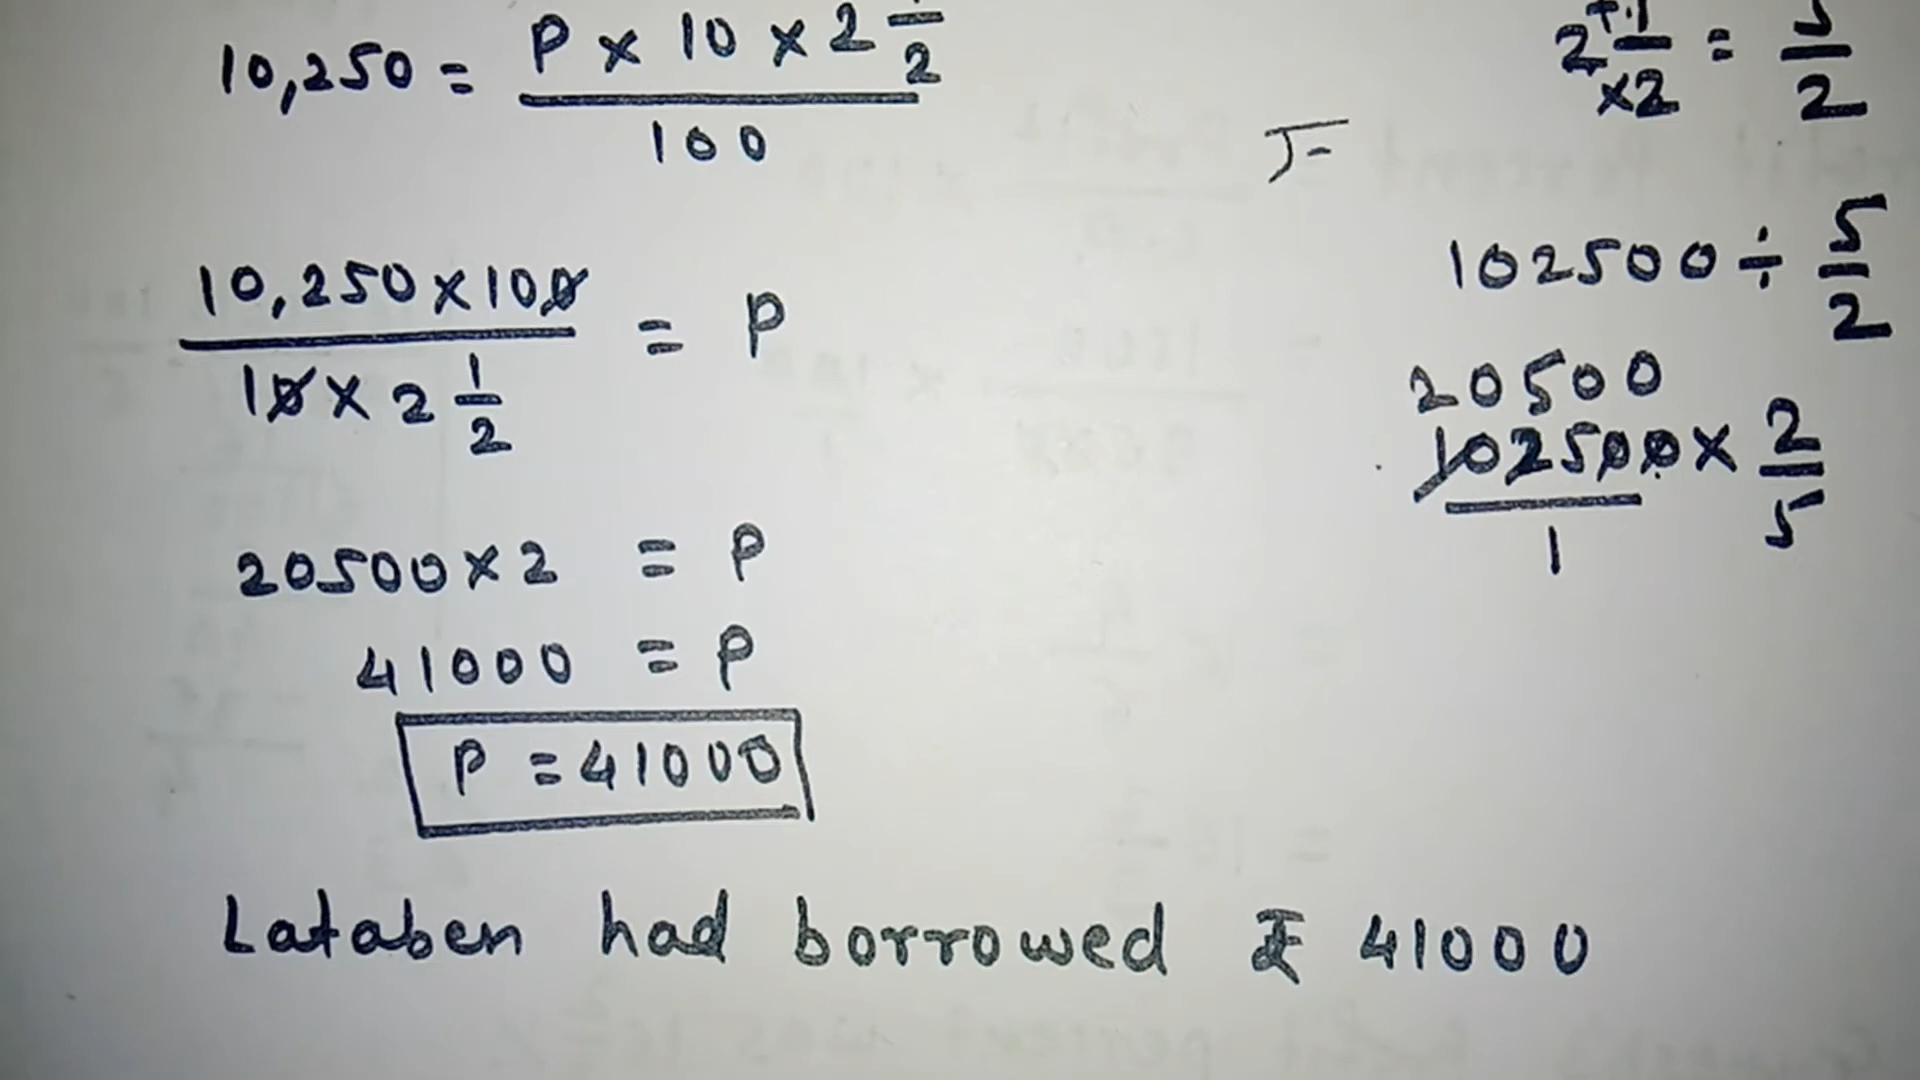 10,250 = P × 10 × 2 1/2
100
10,250 × 100 = P
10 × 2 1/2
20500 × 2 = P
41000 = P
P = 41000
Lataben had borrowed ₹ 41000
2 + 1 = 5
× 2 2
102500 ÷ 5/2
20500
102500 × 2/5
1